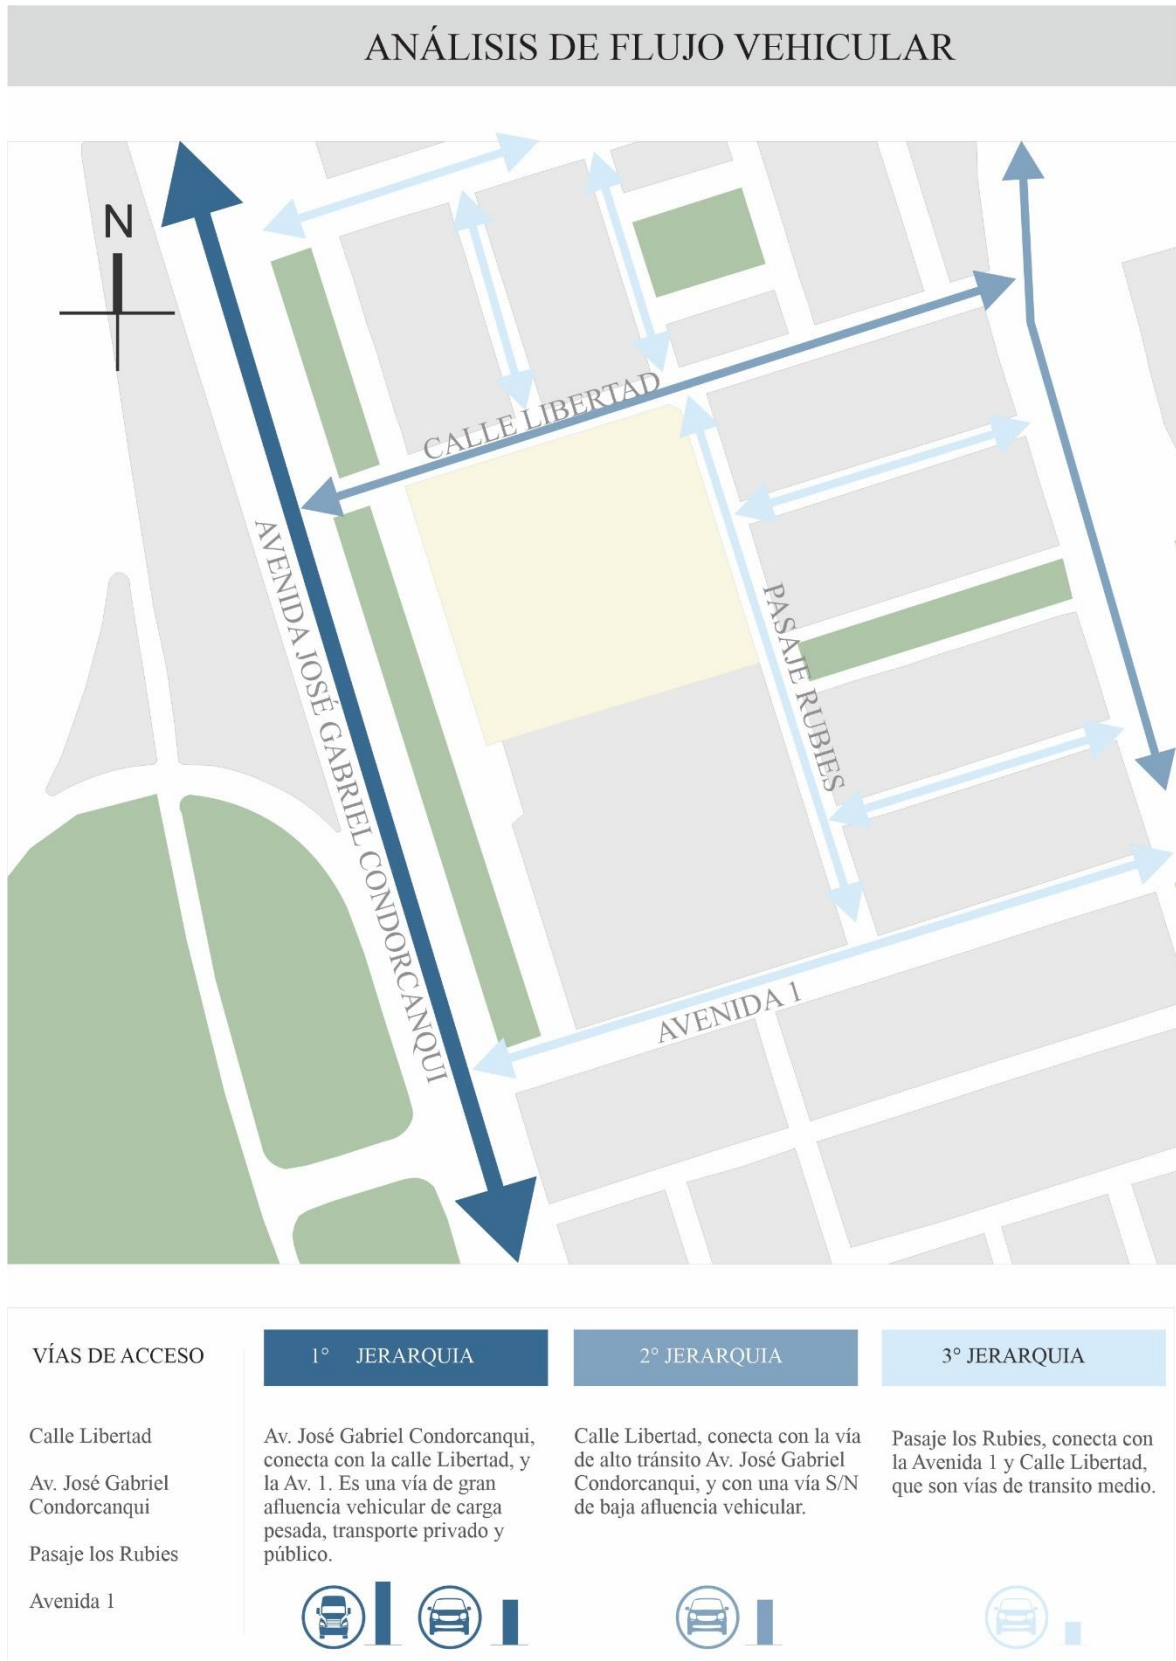 ANÁLISIS DE FLUJO VEHICULAR
N
CALLE LIBERTAD
AVENIDA JOSÉ GABRIEL CONDORCANQUI
PASAJE RUBIES
AVENIDA 1
VÍAS DE ACCESO
Calle Libertad
Av. José Gabriel
Condorcanqui
Pasaje los Rubies
Avenida 1
1° JERARQUIA
Av. José Gabriel Condorcanqui,
conecta con la calle Libertad, y
la Av. 1. Es una vía de gran
afluencia vehicular de carga
pesada, transporte privado y
público.
2° JERARQUIA
Calle Libertad, conecta con la vía
de alto tránsito Av. José Gabriel
Condorcanqui, y con una vía S/N
de baja afluencia vehicular.
3° JERARQUIA
Pasaje los Rubies, conecta con
la Avenida 1 y Calle Libertad,
que son vías de transito medio.